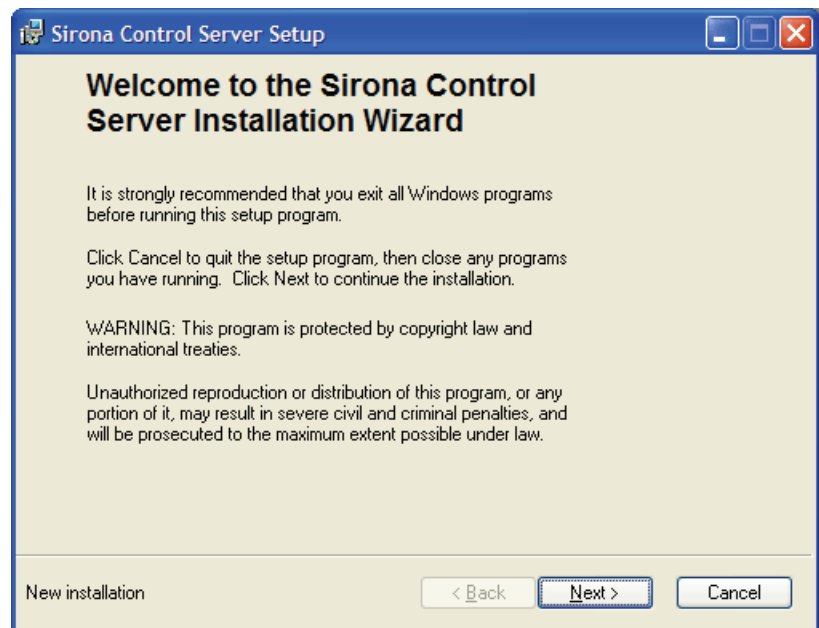 Sirona Control Server Setup
Welcome to the Sirona Control
Server Installation Wizard
It is strongly recommended that you exit all Windows programs
before running this setup program.
Click Cancel to quit the setup program, then close any programs
you have running.  Click Next to continue the installation.
WARNING: This program is protected by copyright law and
international treaties.
Unauthorized reproduction or distribution of this program, or any
portion of it, may result in severe civil and criminal penalties, and
will be prosecuted to the maximum extent possible under law.
New installation
< Back
Next >
Cancel